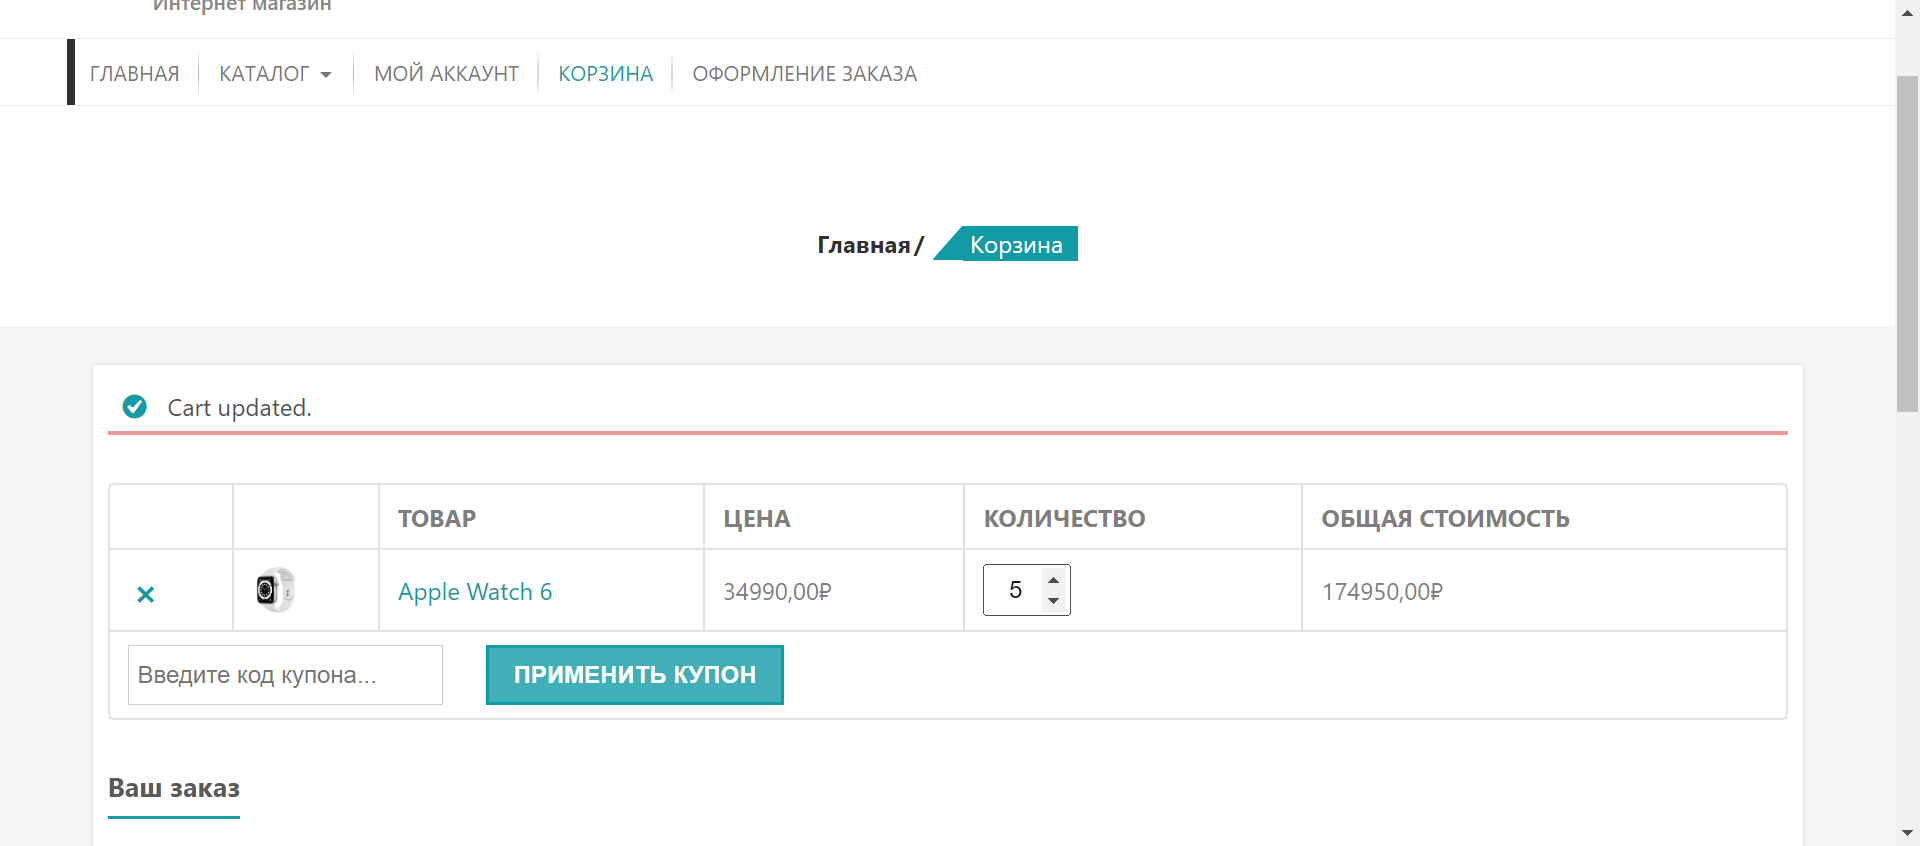 Интернет магазин
ГЛАВНАЯ КАТАЛОГ МОЙ АККАУНТ КОРЗИНА ОФОРМЛЕНИЕ ЗАКАЗА
Главная/ Корзина
Cart updated.
ТОВАР ЦЕНА КОЛИЧЕСТВО ОБЩАЯ СТОИМОСТЬ
× Apple Watch 6 34990,00₽ 5 174950,00₽
Введите код купона... ПРИМЕНИТЬ КУПОН
Ваш заказ